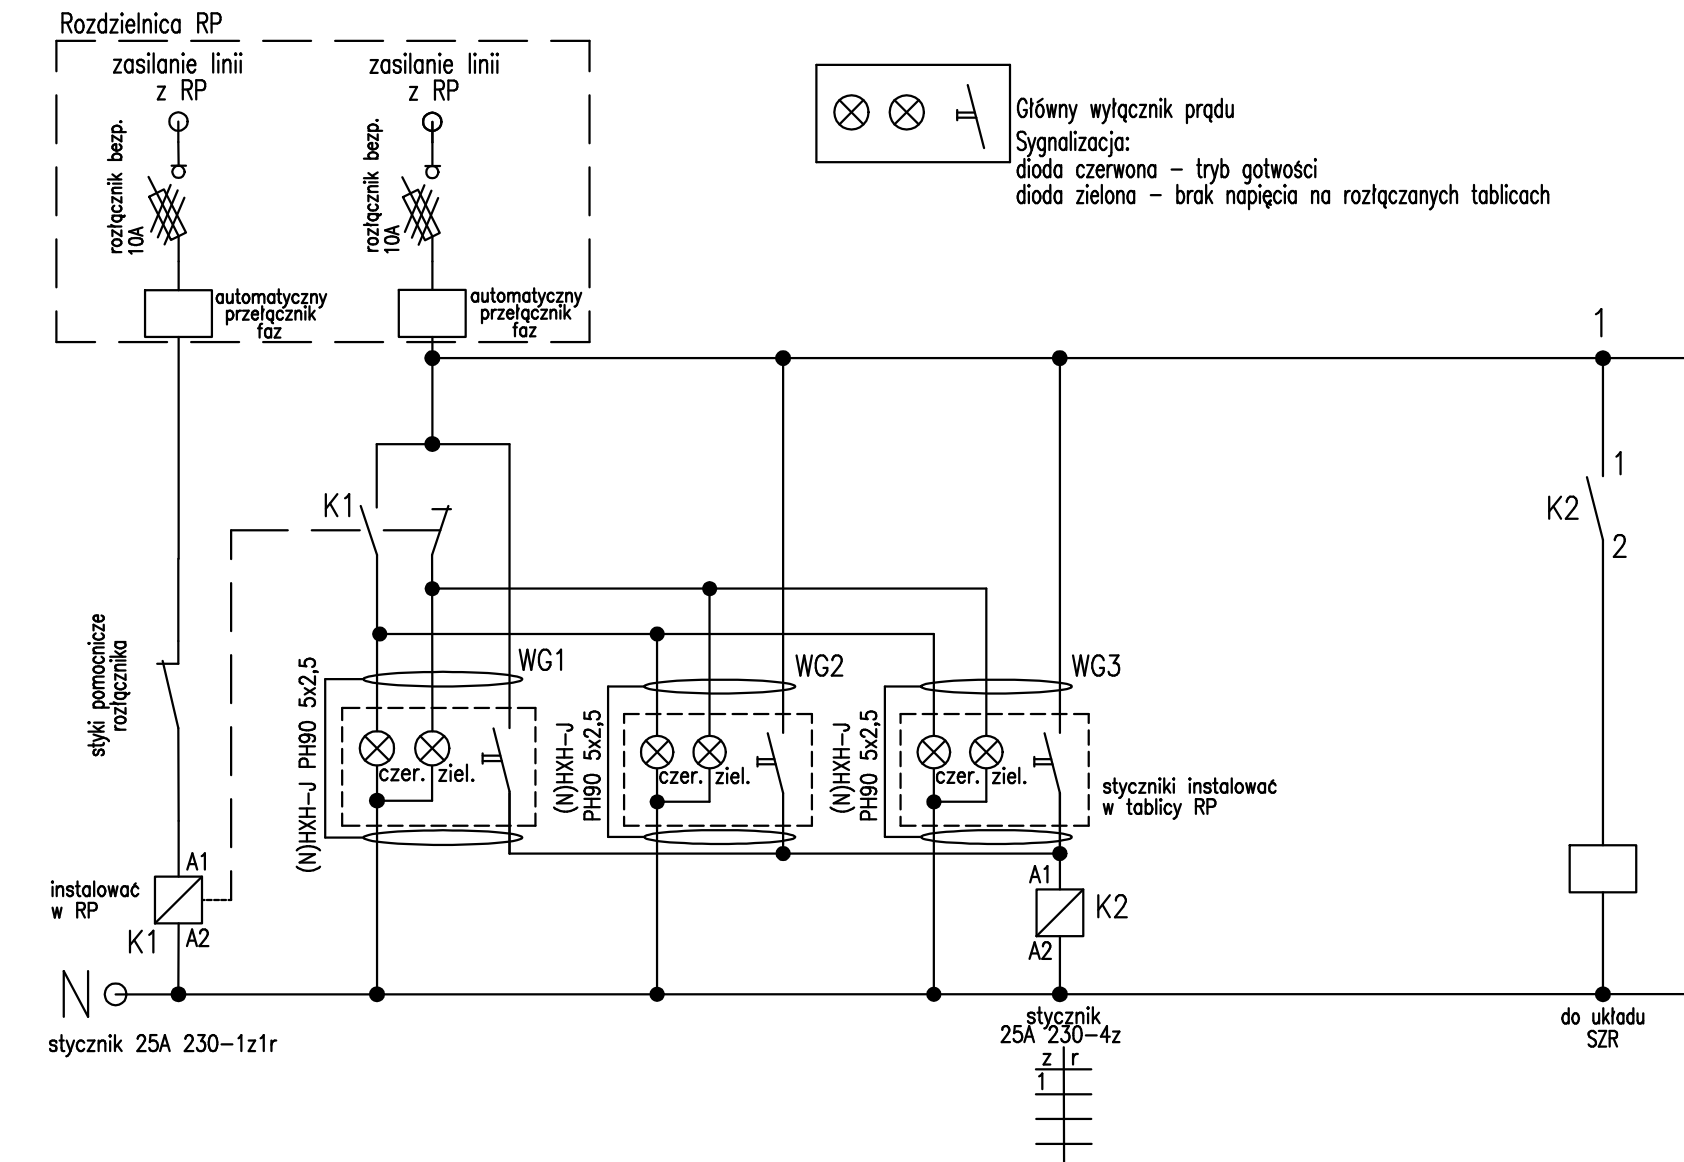 Rozdzielnica RP
zasilanie linii
z RP
zasilanie linii
z RP
rozłącznik bezp.
10A
rozłącznik bezp.
10A
automatyczny
przełącznik
faz
automatyczny
przełącznik
faz
Główny wyłącznik prądu
Sygnalizacja:
dioda czerwona – tryb gotwości
dioda zielona – brak napięcia na rozłączanych tablicach
1
K1
1
K2
2
styki pomocnicze
rozłącznika
WG1
WG2
WG3
(N)HXH-J PH90 5x2,5
(N)HXH-J
PH90 5x2,5
(N)HXH-J
PH90 5x2,5
czer. ziel.
czer. ziel.
czer. ziel.
styczniki instalować
w tablicy RP
instalować
w RP
A1
K1
A2
A1
K2
A2
N
stycznik 25A 230-1z1r
stycznik
25A 230-4z
z r
1
do układu
SZR